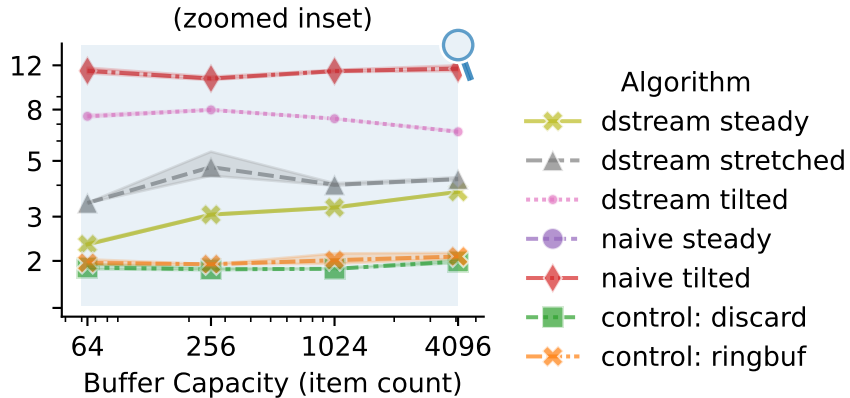 (zoomed inset)
12
8
5
3
2
64 256 1024 4096
Buffer Capacity (item count)
Algorithm
dstream steady
dstream stretched
dstream tilted
naive steady
naive tilted
control: discard
control: ringbuf